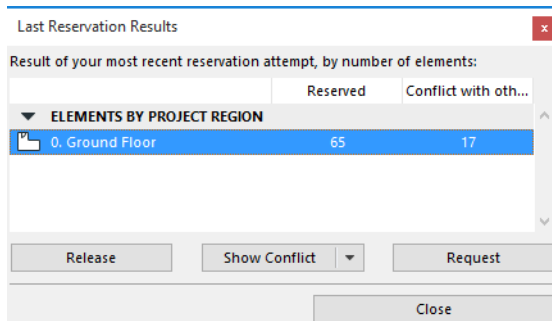 Last Reservation Results
x
Result of your most recent reservation attempt, by number of elements:
Reserved Conflict with oth...
ELEMENTS BY PROJECT REGION
0. Ground Floor 65 17
Release Show Conflict Request
Close